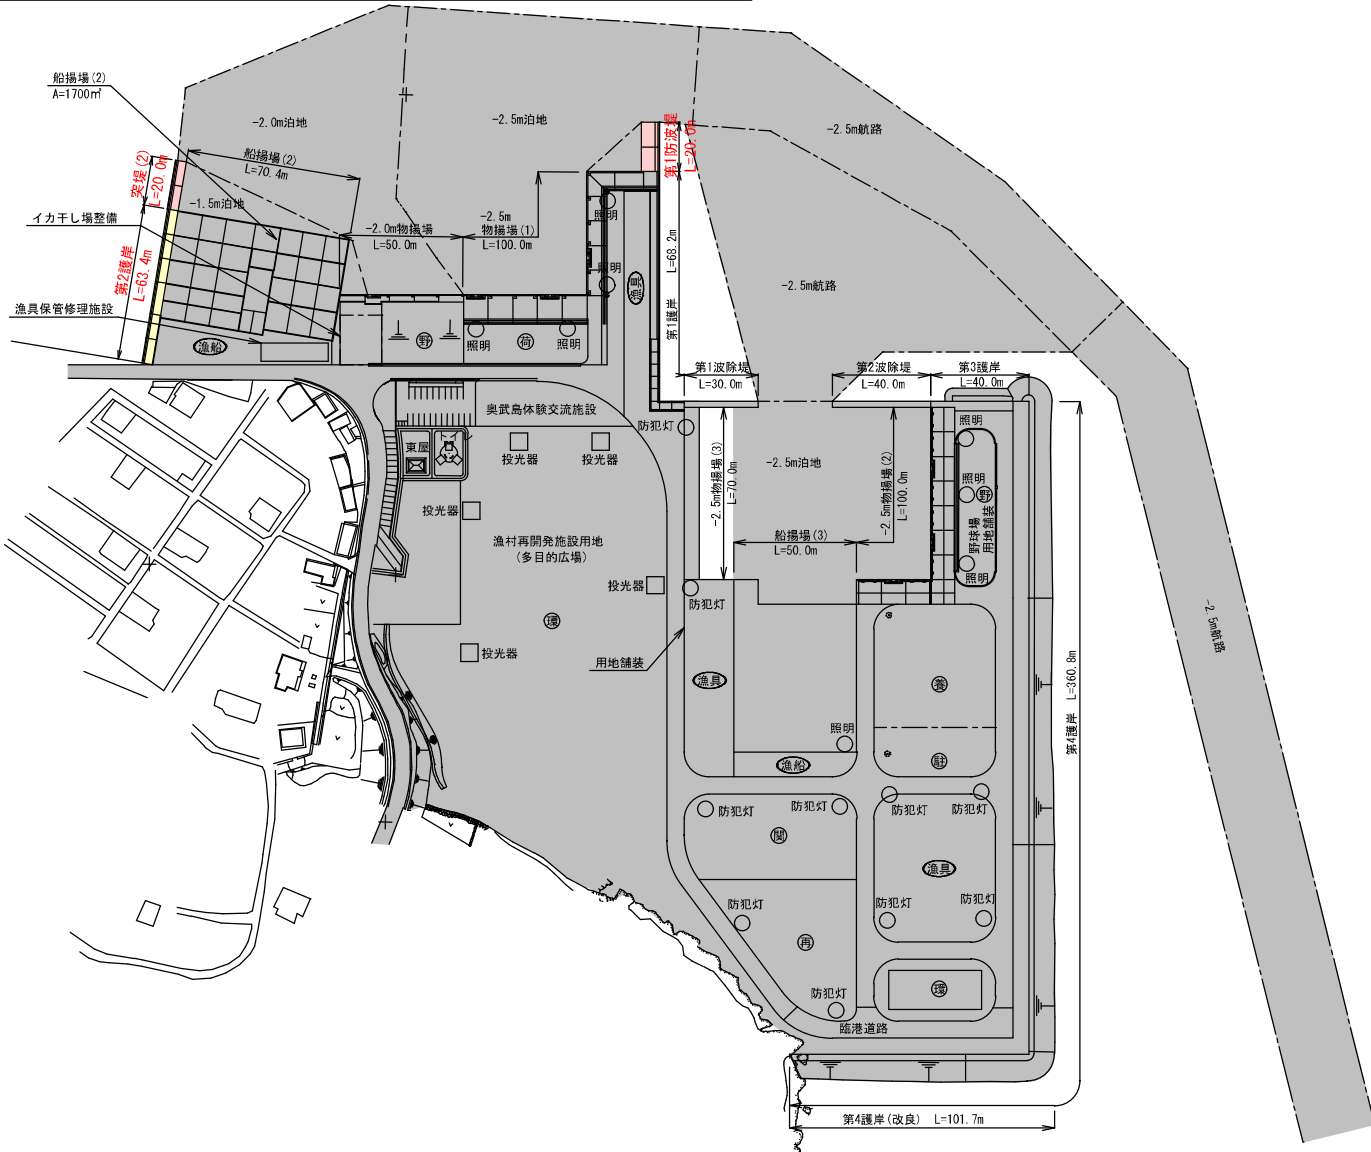 船揚場(2)
A=1700㎡
-2.0m泊地
-2.5m泊地
-2.5m航路
第1防波堤
L=20.0m
突堤(2)
L=20.0m
船揚場(2)
L=70.4m
-1.5m泊地
イカ干し場整備
第2護岸
L=63.4m
-2.0m物揚場
L=50.0m
-2.5m
物揚場(1)
L=100.0m
照明
照明
漁具
第1護岸
L=68.2m
-2.5m航路
漁具保管修理施設
漁船
野
照明
荷
照明
第1波除堤
L=30.0m
第2波除堤
L=40.0m
第3護岸
L=40.0m
奥武島体験交流施設
防犯灯
東屋
投光器
投光器
-2.5m物揚場(3)
L=70.0m
-2.5m泊地
-2.5m物揚場(2)
L=100.0m
照明
照明
野
野球場
用地舗装
照明
投光器
漁村再開発施設用地
(多目的広場)
船揚場(3)
L=50.0m
投光器
防犯灯
環
投光器
用地舗装
漁具
養
-2.5m航路
第4護岸 L=360.8m
照明
漁船
駐
防犯灯
防犯灯
防犯灯
防犯灯
関
漁具
防犯灯
防犯灯
防犯灯
再
環
防犯灯
臨港道路
第4護岸(改良) L=101.7m